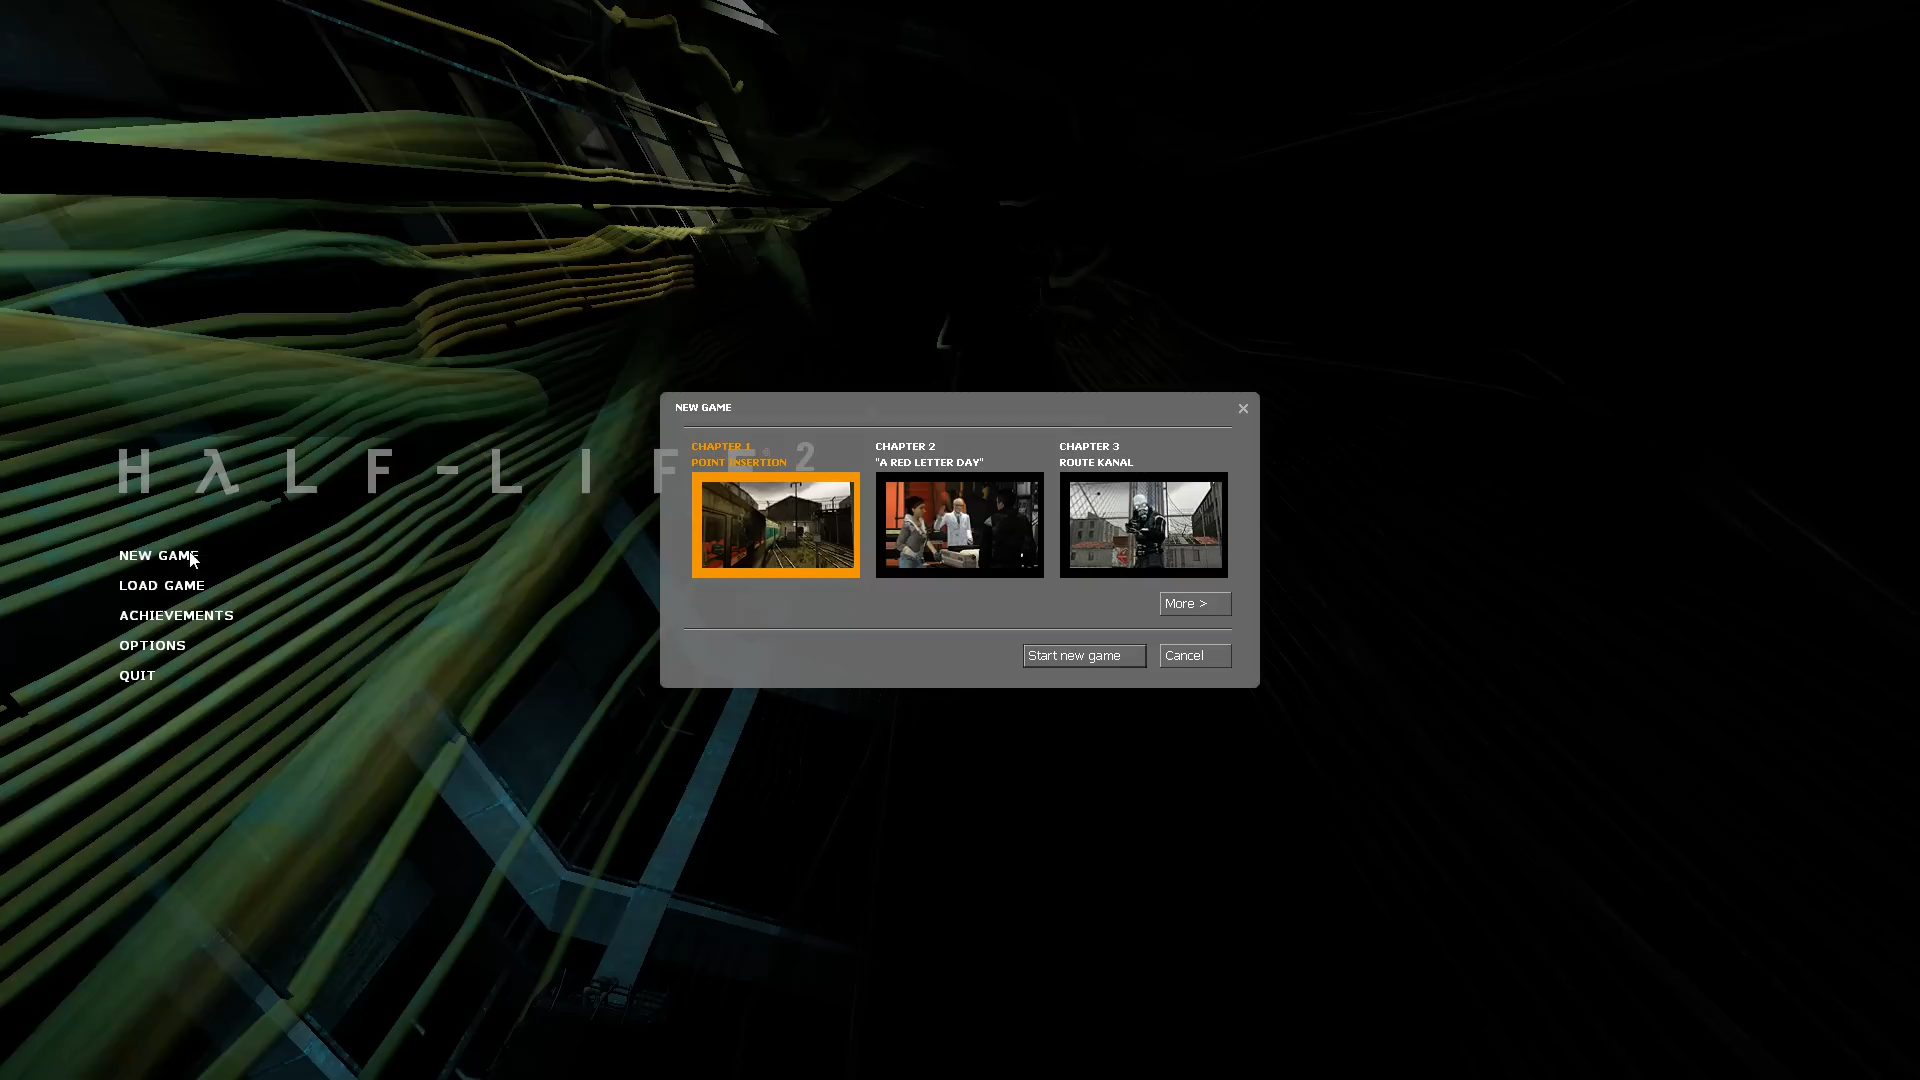 NEW GAME
CHAPTER 1
POINT INSERTION
CHAPTER 2
"A RED LETTER DAY"
CHAPTER 3
ROUTE KANAL
HλLF-LIFE® 2
NEW GAME
LOAD GAME
ACHIEVEMENTS
OPTIONS
QUIT
More >
Start new game
Cancel